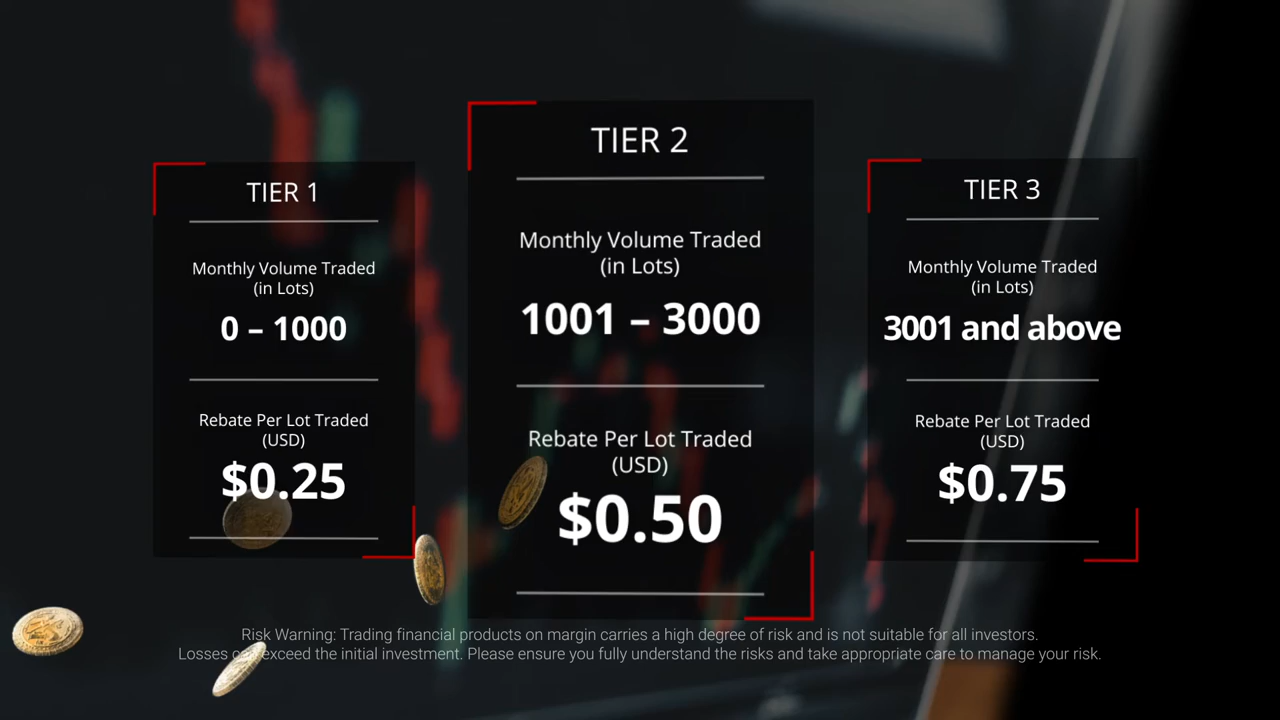 TIER 1
Monthly Volume Traded
(in Lots)
0 – 1000
Rebate Per Lot Traded
(USD)
$0.25
TIER 2
Monthly Volume Traded
(in Lots)
1001 – 3000
Rebate Per Lot Traded
(USD)
$0.50
TIER 3
Monthly Volume Traded
(in Lots)
3001 and above
Rebate Per Lot Traded
(USD)
$0.75
Risk Warning: Trading financial products on margin carries a high degree of risk and is not suitable for all investors.
Losses can exceed the initial investment. Please ensure you fully understand the risks and take appropriate care to manage your risk.